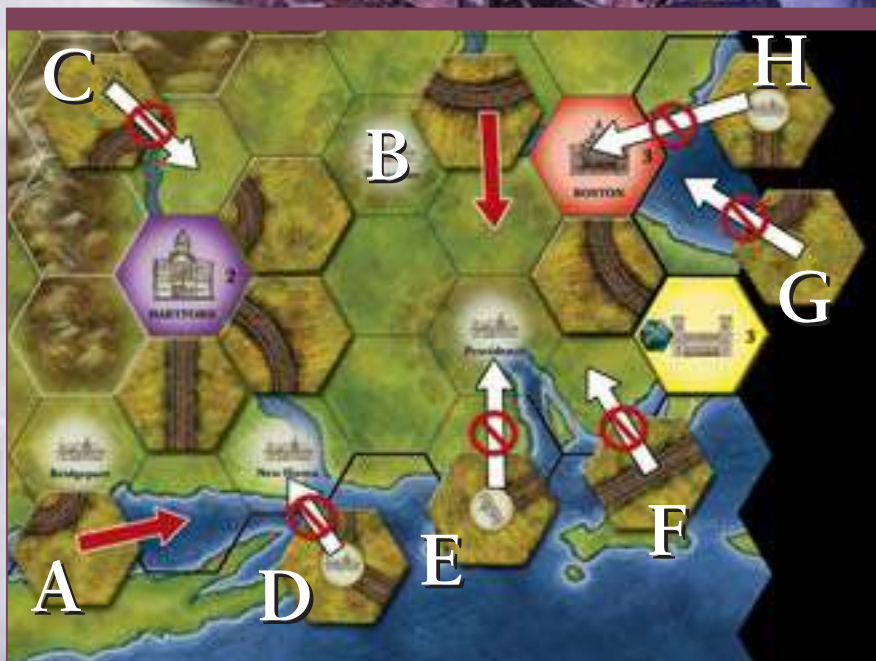 C
H
B
3
BOSTON
2
HARTFORD
G
3
Providence
Bridgeport
New Haven
F
E
A
D